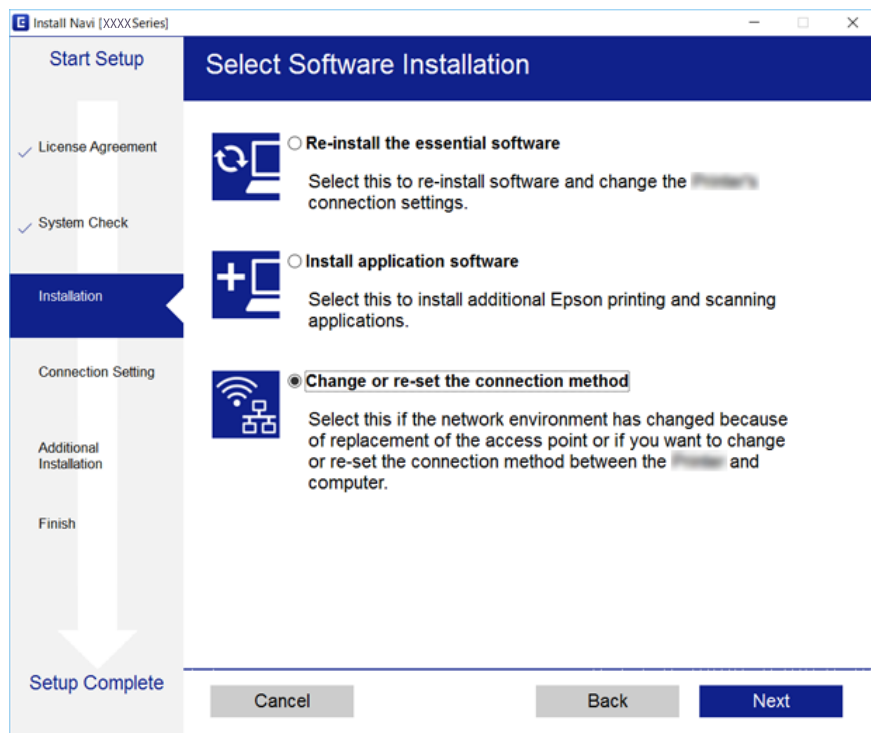 E Install Navi [XXXX Series]
Start Setup
License Agreement
System Check
Installation
Connection Setting
Additional
Installation
Finish
Setup Complete
Select Software Installation
Re-install the essential software
Select this to re-install software and change the
connection settings.
Install application software
Select this to install additional Epson printing and scanning
applications.
Change or re-set the connection method
Select this if the network environment has changed because
of replacement of the access point or if you want to change
or re-set the connection method between the and
computer.
Cancel
Back
Next